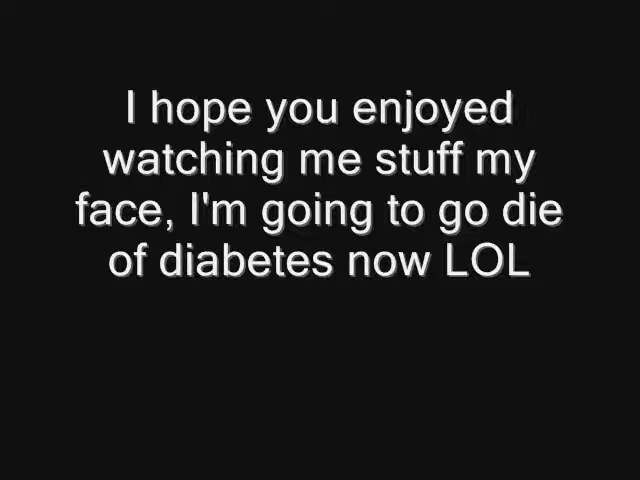 I hope you enjoyed
watching me stuff my
face, I'm going to go die
of diabetes now LOL